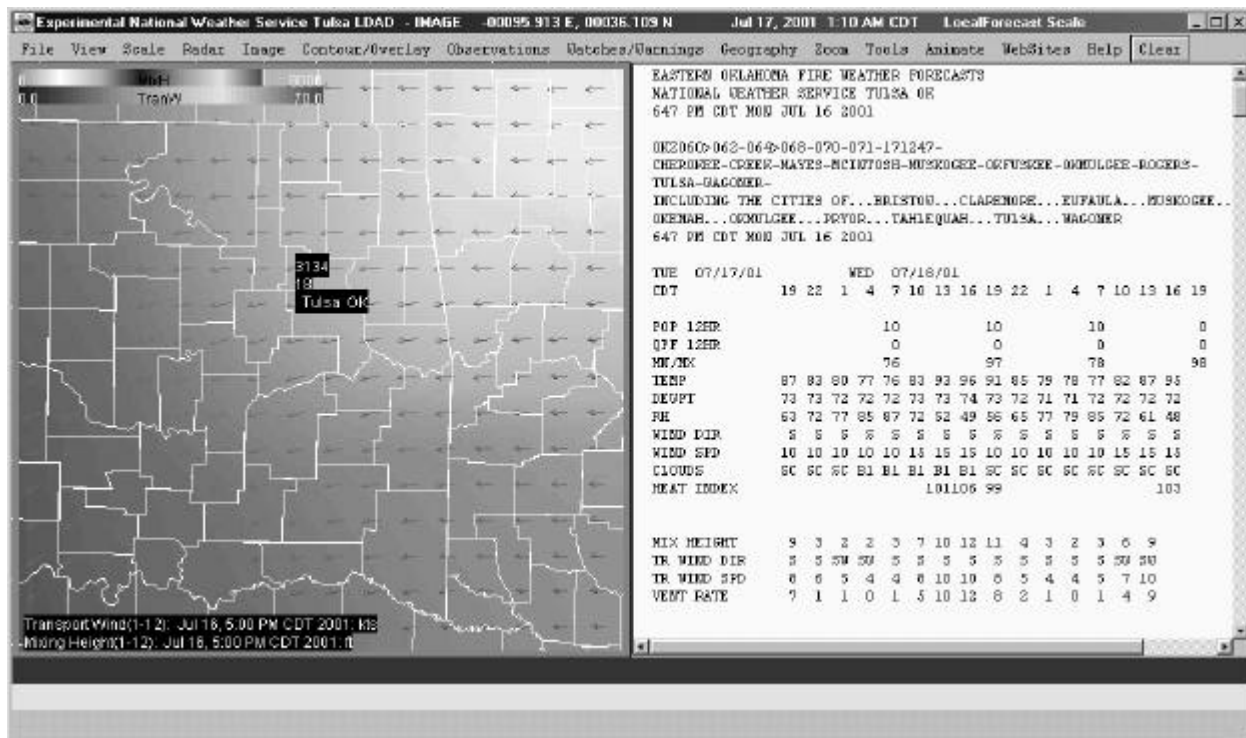 Experimental National Weather Service Tulsa LDAD - IMAGE -00095.913 E, 00036.109 N Jul 17, 2001 1:10 AM CDT LocalForecast Scale
File View Scale Radar Image Contour/Overlay Observations Watches/Warnings Geography Zoom Tools Animate WebSites Help Clear
MixH
0.0 TranW 70.0
3134
18
Tulsa OK
Transport Wind(1-12): Jul 16, 5:00 PM CDT 2001: kts
Mixing Height(1-12): Jul 16, 5:00 PM CDT 2001: ft
EASTERN OKLAHOMA FIRE WEATHER FORECASTS
NATIONAL WEATHER SERVICE TULSA OK
647 PM CDT MON JUL 16 2001
OKZ060>062-064>068-070-071-171247-
CHEROKEE-CREEK-MAYES-MCINTOSH-MUSKOGEE-OKFUSKEE-OKMULGEE-ROGERS-
TULSA-WAGONER-
INCLUDING THE CITIES OF...BRISTOW...CLAREMORE...EUFAULA...MUSKOGEE...
OKEMAH...OKMULGEE...PRYOR...TAHLEQUAH...TULSA...WAGONER
647 PM CDT MON JUL 16 2001
TUE 07/17/01 WED 07/18/01
CDT 19 22 1 4 7 10 13 16 19 22 1 4 7 10 13 16 19
POP 12HR 10 10 10 0
QPF 12HR 0 0 0 0
MN/MX 76 97 78 98
TEMP 87 83 80 77 76 83 93 96 91 85 79 78 77 82 87 95
DEWPT 73 73 72 72 72 73 73 74 73 72 71 71 72 72 72 72
RH 63 72 77 85 87 72 52 49 56 65 77 79 85 72 61 48
WIND DIR S S S S S S S S S S S S S S S S
WIND SPD 10 10 10 10 10 15 15 15 10 10 10 10 10 15 15 15
CLOUDS SC SC SC B1 B1 B1 B1 B1 SC SC SC SC SC SC SC SC
HEAT INDEX 101106 99 103
MIX HEIGHT 9 3 2 2 3 7 10 12 11 4 3 2 3 6 9
TR WIND DIR S S SW SW S S S S S S S S S SW SW
TR WIND SPD 8 6 5 4 4 8 10 10 8 5 4 4 5 7 10
VENT RATE 7 1 1 0 1 5 10 12 8 2 1 0 1 4 9